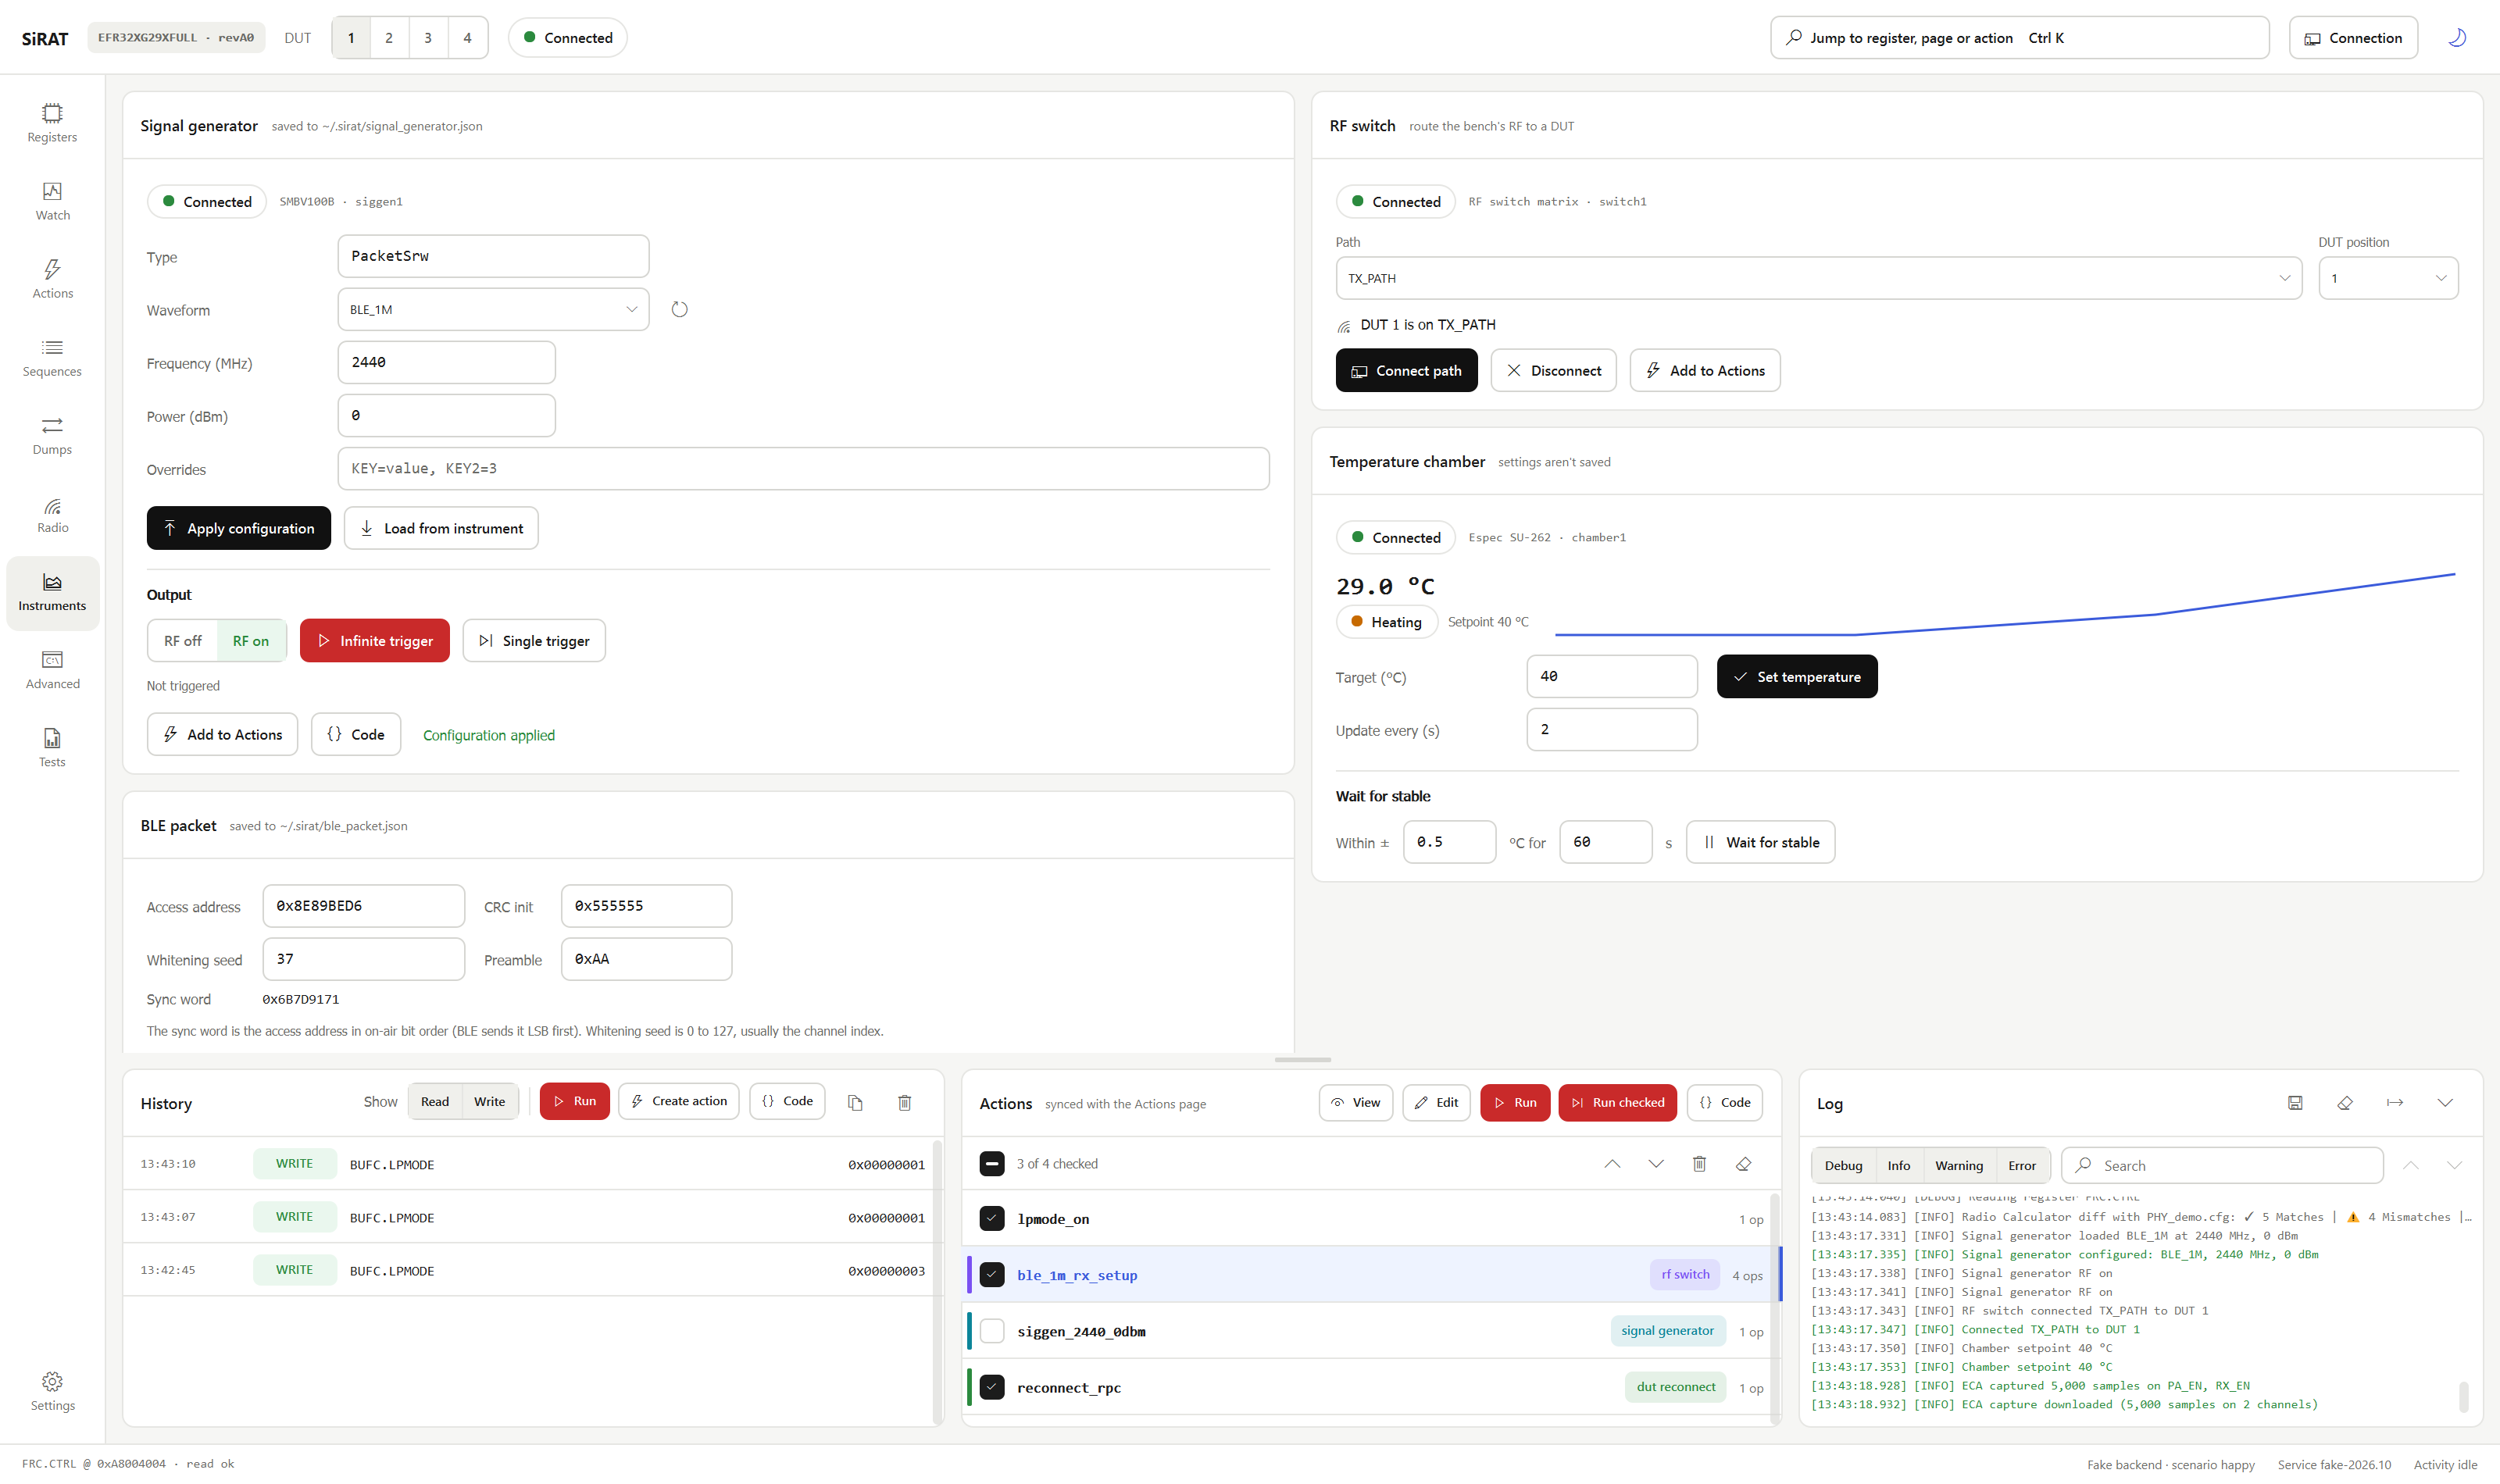 SiRAT
EFR32XG29XFULL · revA0
DUT
1
2
3
4
Connected
Jump to register, page or action Ctrl K
Connection
Registers
Watch
Actions
Sequences
Dumps
Radio
Instruments
Advanced
Tests
Settings
Signal generator saved to ~/.sirat/signal_generator.json
Connected SMBV100B · siggen1
Type PacketSrw
Waveform BLE_1M
Frequency (MHz) 2440
Power (dBm) 0
Overrides KEY=value, KEY2=3
Apply configuration Load from instrument
Output
RF off RF on Infinite trigger Single trigger
Not triggered
Add to Actions {} Code Configuration applied
BLE packet saved to ~/.sirat/ble_packet.json
Access address 0x8E89BED6 CRC init 0x555555
Whitening seed 37 Preamble 0xAA
Sync word 0x6B7D9171
The sync word is the access address in on-air bit order (BLE sends it LSB first). Whitening seed is 0 to 127, usually the channel index.
RF switch route the bench's RF to a DUT
Connected RF switch matrix · switch1
Path DUT position
TX_PATH 1
DUT 1 is on TX_PATH
Connect path Disconnect Add to Actions
Temperature chamber settings aren't saved
Connected Espec SU-262 · chamber1
29.0 °C
Heating Setpoint 40 °C
Target (°C) 40 Set temperature
Update every (s) 2
Wait for stable
Within ± 0.5 °C for 60 s Wait for stable
History Show Read Write Run Create action {} Code
13:43:10 WRITE BUFC.LPMODE 0x00000001
13:43:07 WRITE BUFC.LPMODE 0x00000001
13:42:45 WRITE BUFC.LPMODE 0x00000003
Actions synced with the Actions page View Edit Run Run checked {} Code
3 of 4 checked
lpmode_on 1 op
ble_1m_rx_setup rf switch 4 ops
siggen_2440_0dbm signal generator 1 op
reconnect_rpc dut reconnect 1 op
Log
Debug Info Warning Error Search
[13:43:14.040] [DEBUG] Reading register FRC.CTRL
[13:43:14.083] [INFO] Radio Calculator diff with PHY_demo.cfg: ✓ 5 Matches | ⚠ 4 Mismatches |…
[13:43:17.331] [INFO] Signal generator loaded BLE_1M at 2440 MHz, 0 dBm
[13:43:17.335] [INFO] Signal generator configured: BLE_1M, 2440 MHz, 0 dBm
[13:43:17.338] [INFO] Signal generator RF on
[13:43:17.341] [INFO] Signal generator RF on
[13:43:17.343] [INFO] RF switch connected TX_PATH to DUT 1
[13:43:17.347] [INFO] Connected TX_PATH to DUT 1
[13:43:17.350] [INFO] Chamber setpoint 40 °C
[13:43:17.353] [INFO] Chamber setpoint 40 °C
[13:43:18.928] [INFO] ECA captured 5,000 samples on PA_EN, RX_EN
[13:43:18.932] [INFO] ECA capture downloaded (5,000 samples on 2 channels)
FRC.CTRL @ 0xA8004004 · read ok
Fake backend · scenario happy Service fake-2026.10 Activity idle